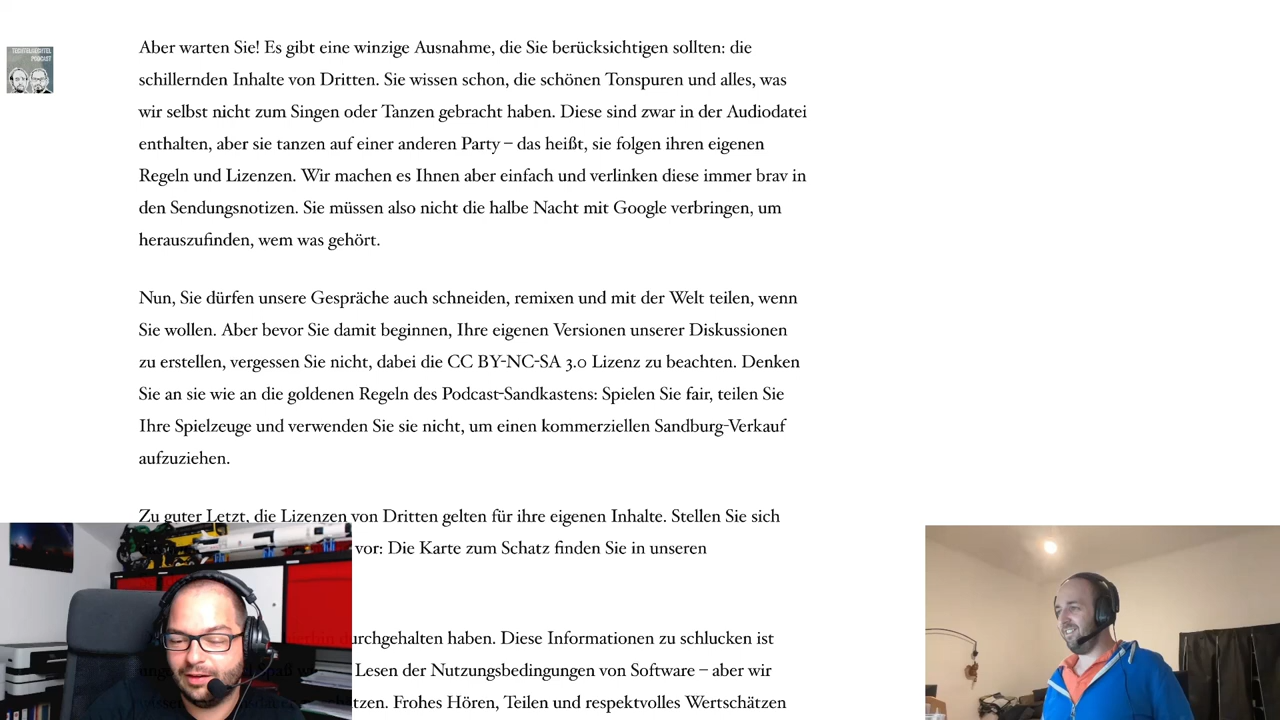 TECHTELMECHTEL
PODCAST
Aber warten Sie! Es gibt eine winzige Ausnahme, die Sie berücksichtigen sollten: die
schillernden Inhalte von Dritten. Sie wissen schon, die schönen Tonspuren und alles, was
wir selbst nicht zum Singen oder Tanzen gebracht haben. Diese sind zwar in der Audiodatei
enthalten, aber sie tanzen auf einer anderen Party – das heißt, sie folgen ihren eigenen
Regeln und Lizenzen. Wir machen es Ihnen aber einfach und verlinken diese immer brav in
den Sendungsnotizen. Sie müssen also nicht die halbe Nacht mit Google verbringen, um
herauszufinden, wem was gehört.
Nun, Sie dürfen unsere Gespräche auch schneiden, remixen und mit der Welt teilen, wenn
Sie wollen. Aber bevor Sie damit beginnen, Ihre eigenen Versionen unserer Diskussionen
zu erstellen, vergessen Sie nicht, dabei die CC BY-NC-SA 3.0 Lizenz zu beachten. Denken
Sie an sie wie an die goldenen Regeln des Podcast-Sandkastens: Spielen Sie fair, teilen Sie
Ihre Spielzeuge und verwenden Sie sie nicht, um einen kommerziellen Sandburg-Verkauf
aufzuziehen.
Zu guter Letzt, die Lizenzen von Dritten gelten für ihre eigenen Inhalte. Stellen Sie sich
vor: Die Karte zum Schatz finden Sie in unseren
durchgehalten haben. Diese Informationen zu schlucken ist
Lesen der Nutzungsbedingungen von Software – aber wir
Frohes Hören, Teilen und respektvolles Wertschätzen